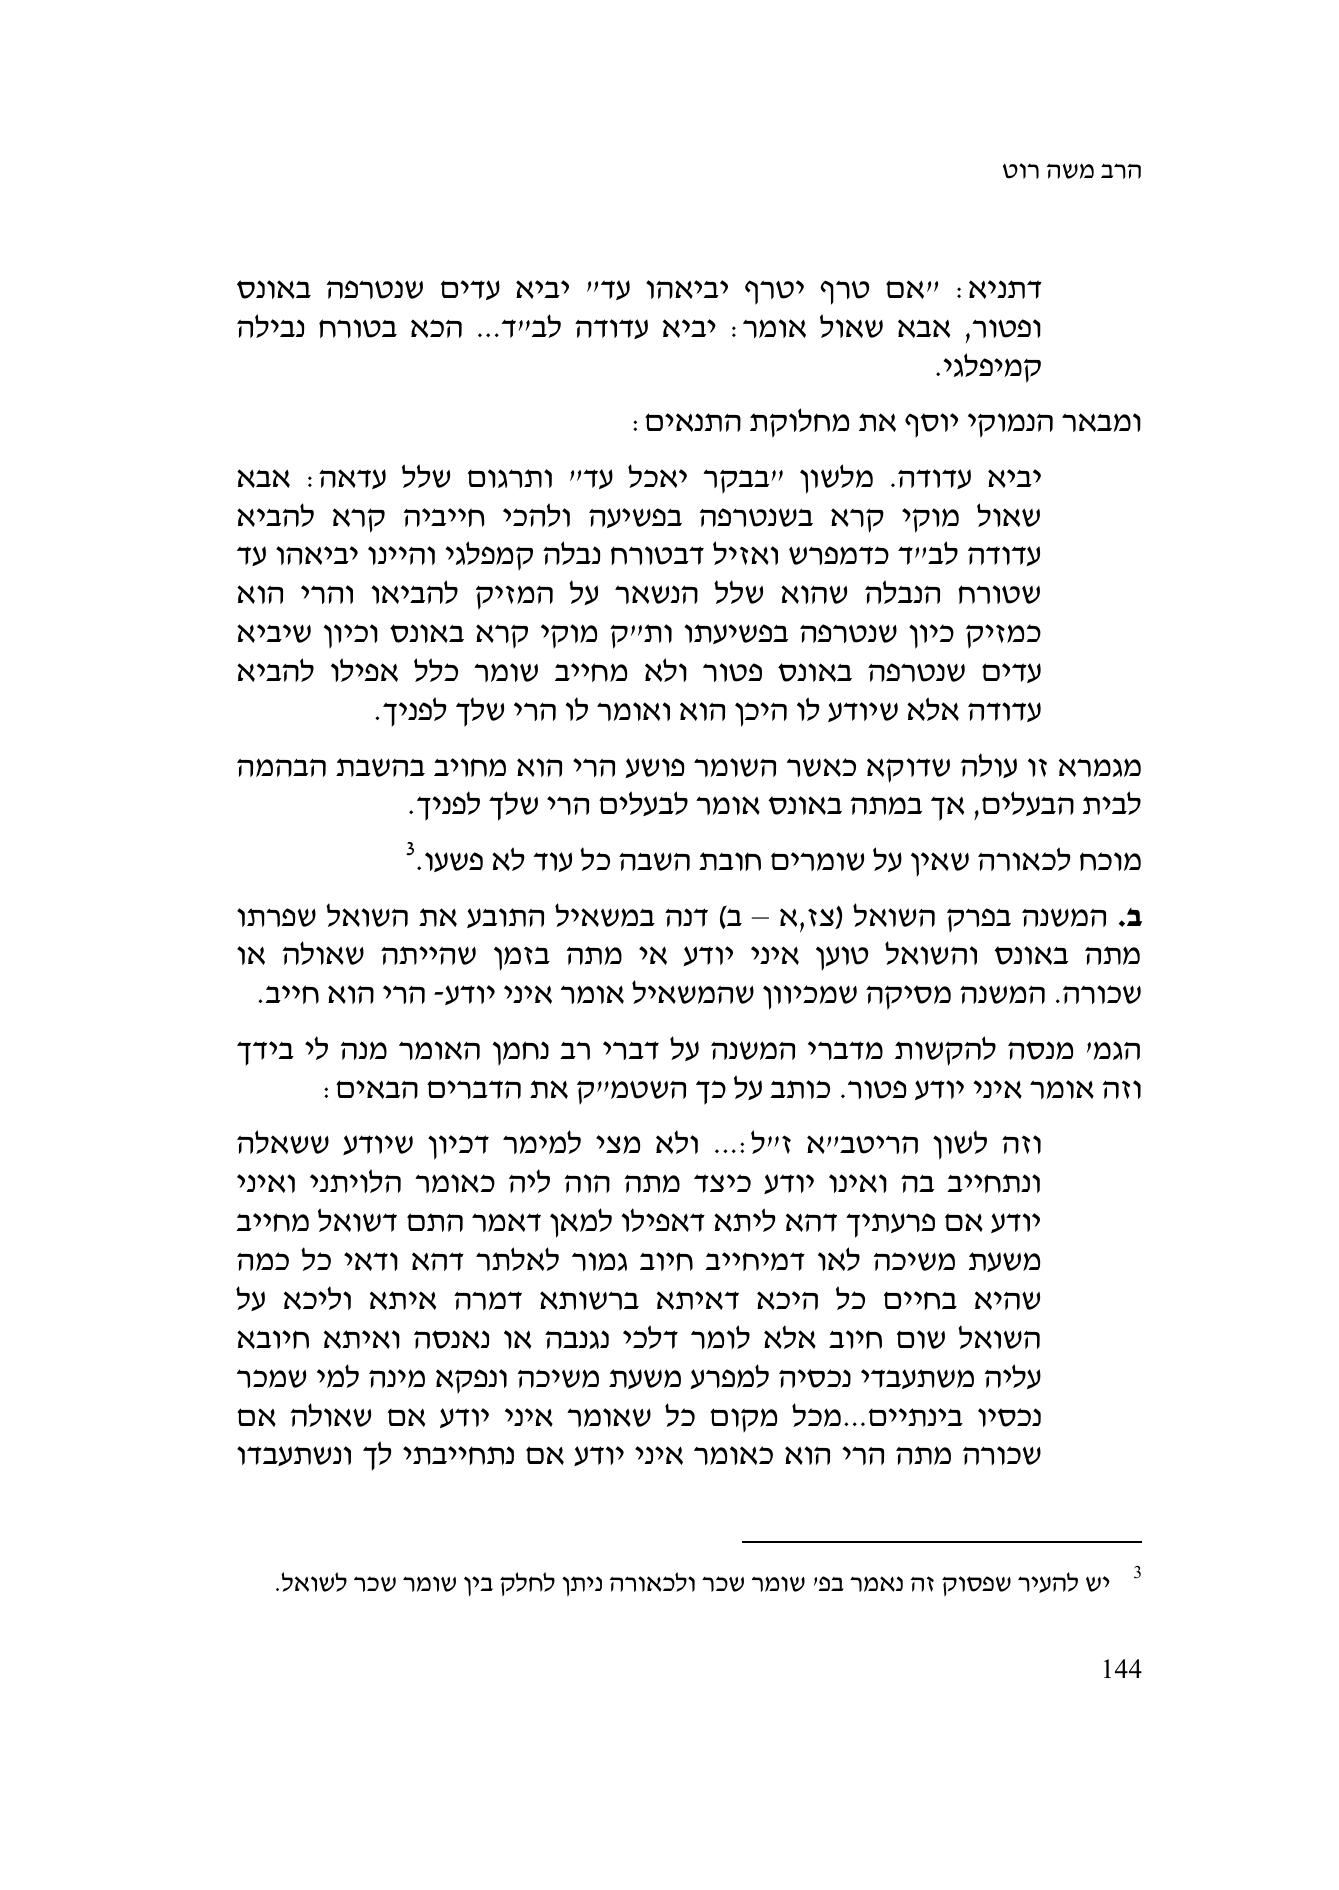 הרב משה רוט
דתניא: "אם טרף יטרף יביאהו עד" יביא עדים שנטרפה באונס
ופטור, אבא שאול אומר: יביא עדודה לב"ד... הכא בטורח נבילה
קמיפלגי.
ומבאר הנמוקי יוסף את מחלוקת התנאים:
יביא עדודה. מלשון "בבקר יאכל עד" ותרגום שלל עדאה: אבא
שאול מוקי קרא בשנטרפה בפשיעה ולהכי חייביה קרא להביא
עדודה לב"ד כדמפרש ואזיל דבטורח נבלה קמפלגי והיינו יביאהו עד
שטורח הנבלה שהוא שלל הנשאר על המזיק להביאו והרי הוא
כמזיק כיון שנטרפה בפשיעתו ות"ק מוקי קרא באונס וכיון שיביא
עדים שנטרפה באונס פטור ולא מחייב שומר כלל אפילו להביא
עדודה אלא שיודע לו היכן הוא ואומר לו הרי שלך לפניך.
מגמרא זו עולה שדוקא כאשר השומר פושע הרי הוא מחויב בהשבת הבהמה
לבית הבעלים, אך במתה באונס אומר לבעלים הרי שלך לפניך.
מוכח לכאורה שאין על שומרים חובת השבה כל עוד לא פשעו.3
ב. המשנה בפרק השואל (צז,א – ב) דנה במשאיל התובע את השואל שפרתו
מתה באונס והשואל טוען איני יודע אי מתה בזמן שהייתה שאולה או
שכורה. המשנה מסיקה שמכיוון שהמשאיל אומר איני יודע- הרי הוא חייב.
הגמ' מנסה להקשות מדברי המשנה על דברי רב נחמן האומר מנה לי בידך
וזה אומר איני יודע פטור. כותב על כך השטמ"ק את הדברים הבאים:
וזה לשון הריטב"א ז"ל:... ולא מצי למימר דכיון שיודע ששאלה
ונתחייב בה ואינו יודע כיצד מתה הוה ליה כאומר הלויתני ואיני
יודע אם פרעתיך דהא ליתא דאפילו למאן דאמר התם דשואל מחייב
משעת משיכה לאו דמיחייב חיוב גמור לאלתר דהא ודאי כל כמה
שהיא בחיים כל היכא דאיתא ברשותא דמרה איתא וליכא על
השואל שום חיוב אלא לומר דלכי נגנבה או נאנסה ואיתא חיובא
עליה משתעבדי נכסיה למפרע משעת משיכה ונפקא מינה למי שמכר
נכסיו בינתיים...מכל מקום כל שאומר איני יודע אם שאולה אם
שכורה מתה הרי הוא כאומר איני יודע אם נתחייבתי לך ונשתעבדו
3 יש להעיר שפסוק זה נאמר בפ' שומר שכר ולכאורה ניתן לחלק בין שומר שכר לשואל.
144